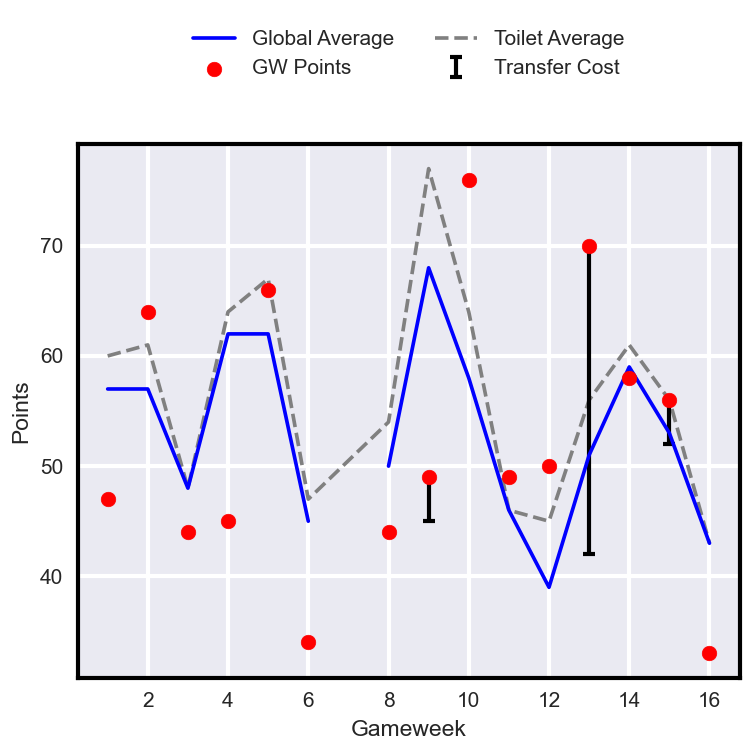 Global Average
Toilet Average
GW Points
Transfer Cost
70
60
50
40
Points
2 4 6 8 10 12 14 16
Gameweek